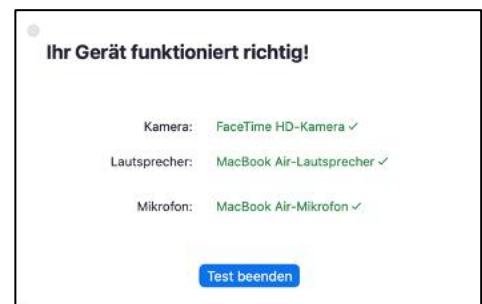 Ihr Gerät funktioniert richtig!
Kamera: FaceTime HD-Kamera ✓
Lautsprecher: MacBook Air-Lautsprecher ✓
Mikrofon: MacBook Air-Mikrofon ✓
Test beenden